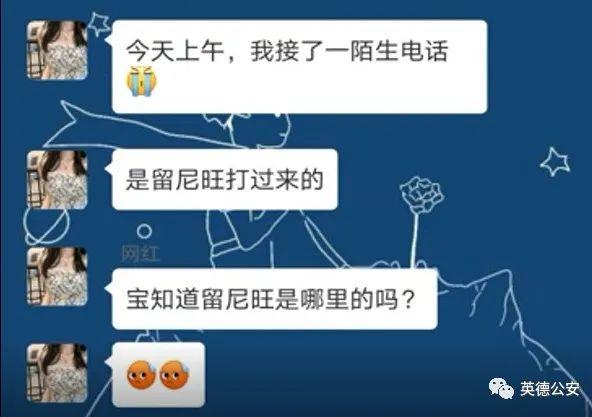 今天上午，我接了一陌生电话
😭
是留尼旺打过来的
网红
宝知道留尼旺是哪里的吗？
英德公安